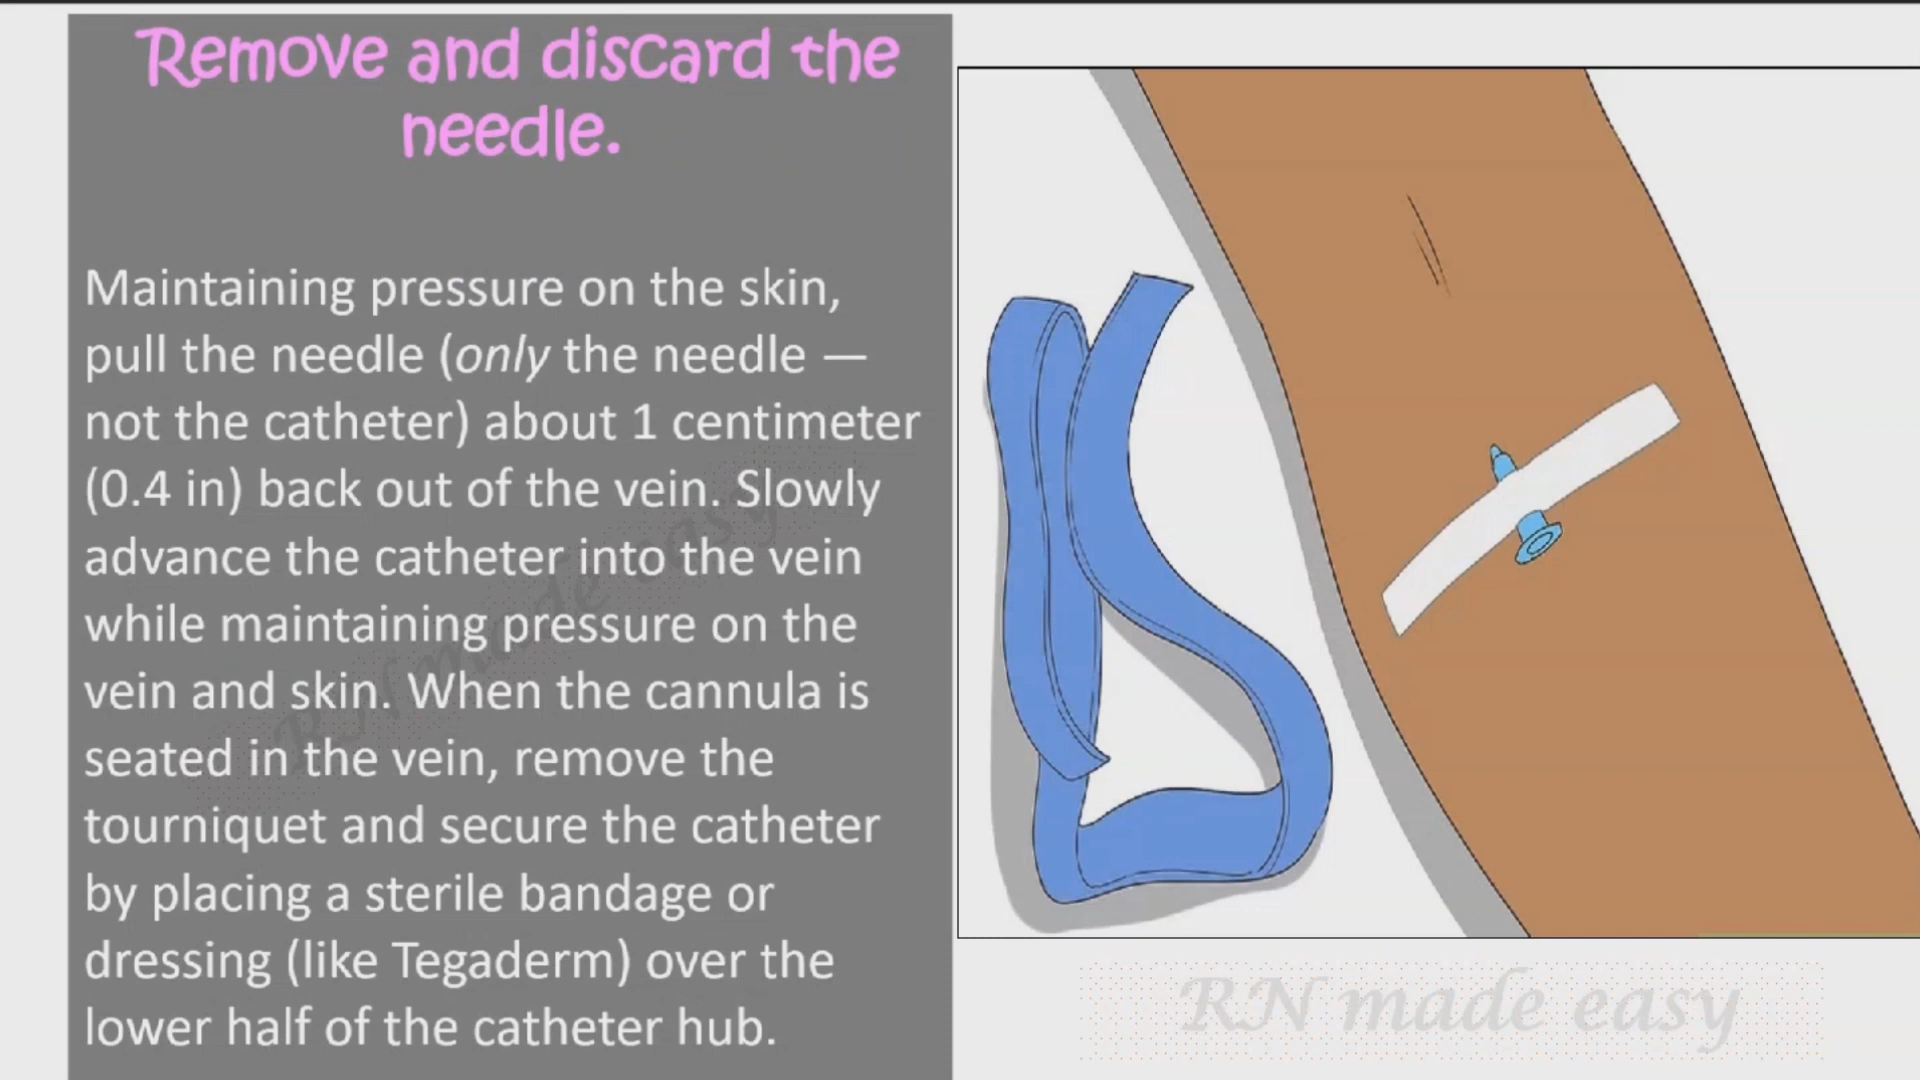 Remove and discard the
needle.
Maintaining pressure on the skin,
pull the needle (only the needle —
not the catheter) about 1 centimeter
(0.4 in) back out of the vein. Slowly
advance the catheter into the vein
while maintaining pressure on the
vein and skin. When the cannula is
seated in the vein, remove the
tourniquet and secure the catheter
by placing a sterile bandage or
dressing (like Tegaderm) over the
lower half of the catheter hub.
RN made easy
RN made easy